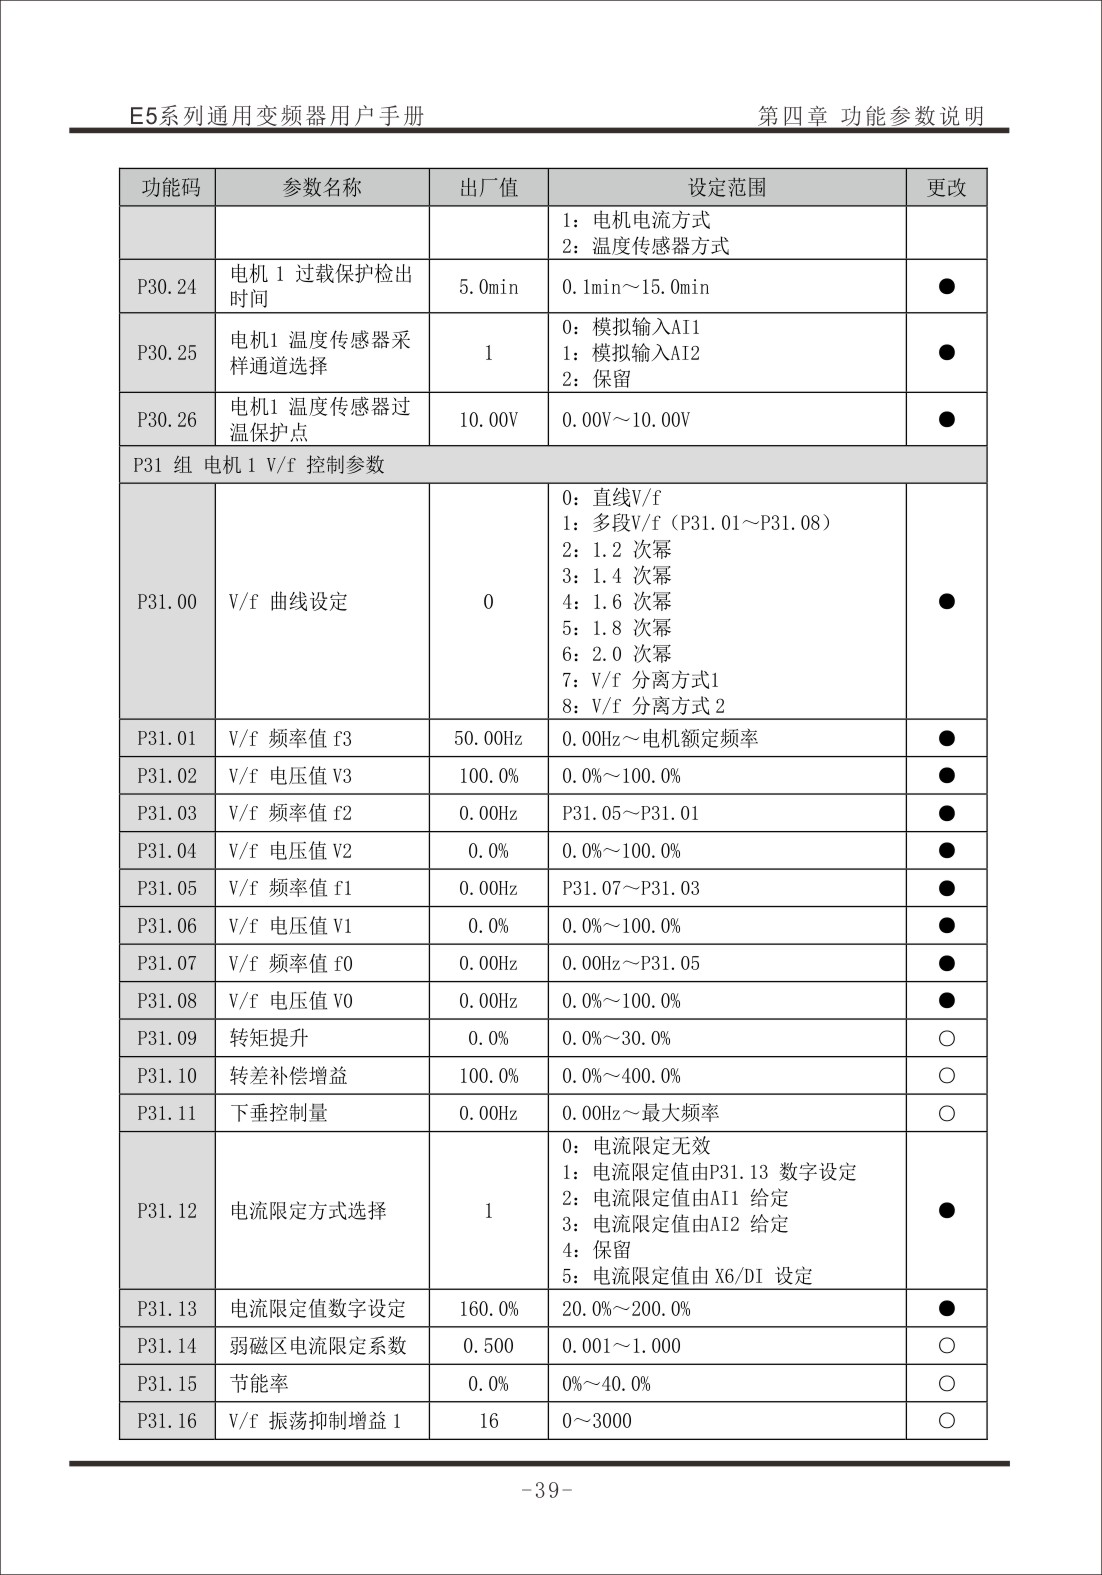 E5系列通用变频器用户手册 第四章 功能参数说明
功能码 参数名称 出厂值 设定范围 更改
1：电机电流方式
2：温度传感器方式
P30.24 电机 1 过载保护检出时间 5.0min 0.1min～15.0min ●
P30.25 电机1 温度传感器采样通道选择 1 0：模拟输入AI1
1：模拟输入AI2
2：保留 ●
P30.26 电机1 温度传感器过温保护点 10.00V 0.00V～10.00V ●
P31 组 电机 1 V/f 控制参数
P31.00 V/f 曲线设定 0 0：直线V/f
1：多段V/f（P31.01～P31.08）
2：1.2 次幂
3：1.4 次幂
4：1.6 次幂
5：1.8 次幂
6：2.0 次幂
7：V/f 分离方式1
8：V/f 分离方式 2 ●
P31.01 V/f 频率值 f3 50.00Hz 0.00Hz～电机额定频率 ●
P31.02 V/f 电压值 V3 100.0% 0.0%～100.0% ●
P31.03 V/f 频率值 f2 0.00Hz P31.05～P31.01 ●
P31.04 V/f 电压值 V2 0.0% 0.0%～100.0% ●
P31.05 V/f 频率值 f1 0.00Hz P31.07～P31.03 ●
P31.06 V/f 电压值 V1 0.0% 0.0%～100.0% ●
P31.07 V/f 频率值 f0 0.00Hz 0.00Hz～P31.05 ●
P31.08 V/f 电压值 V0 0.00Hz 0.0%～100.0% ●
P31.09 转矩提升 0.0% 0.0%～30.0% ○
P31.10 转差补偿增益 100.0% 0.0%～400.0% ○
P31.11 下垂控制量 0.00Hz 0.00Hz～最大频率 ○
P31.12 电流限定方式选择 1 0：电流限定无效
1：电流限定值由P31.13 数字设定
2：电流限定值由AI1 给定
3：电流限定值由AI2 给定
4：保留
5：电流限定值由 X6/DI 设定 ●
P31.13 电流限定值数字设定 160.0% 20.0%～200.0% ●
P31.14 弱磁区电流限定系数 0.500 0.001～1.000 ○
P31.15 节能率 0.0% 0%～40.0% ○
P31.16 V/f 振荡抑制增益 1 16 0～3000 ○
-39-